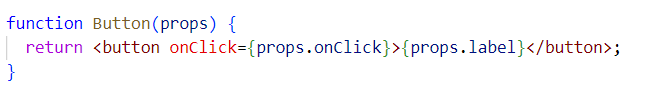 function Button(props) {
  return <button onClick={props.onClick}>{props.label}</button>;
}